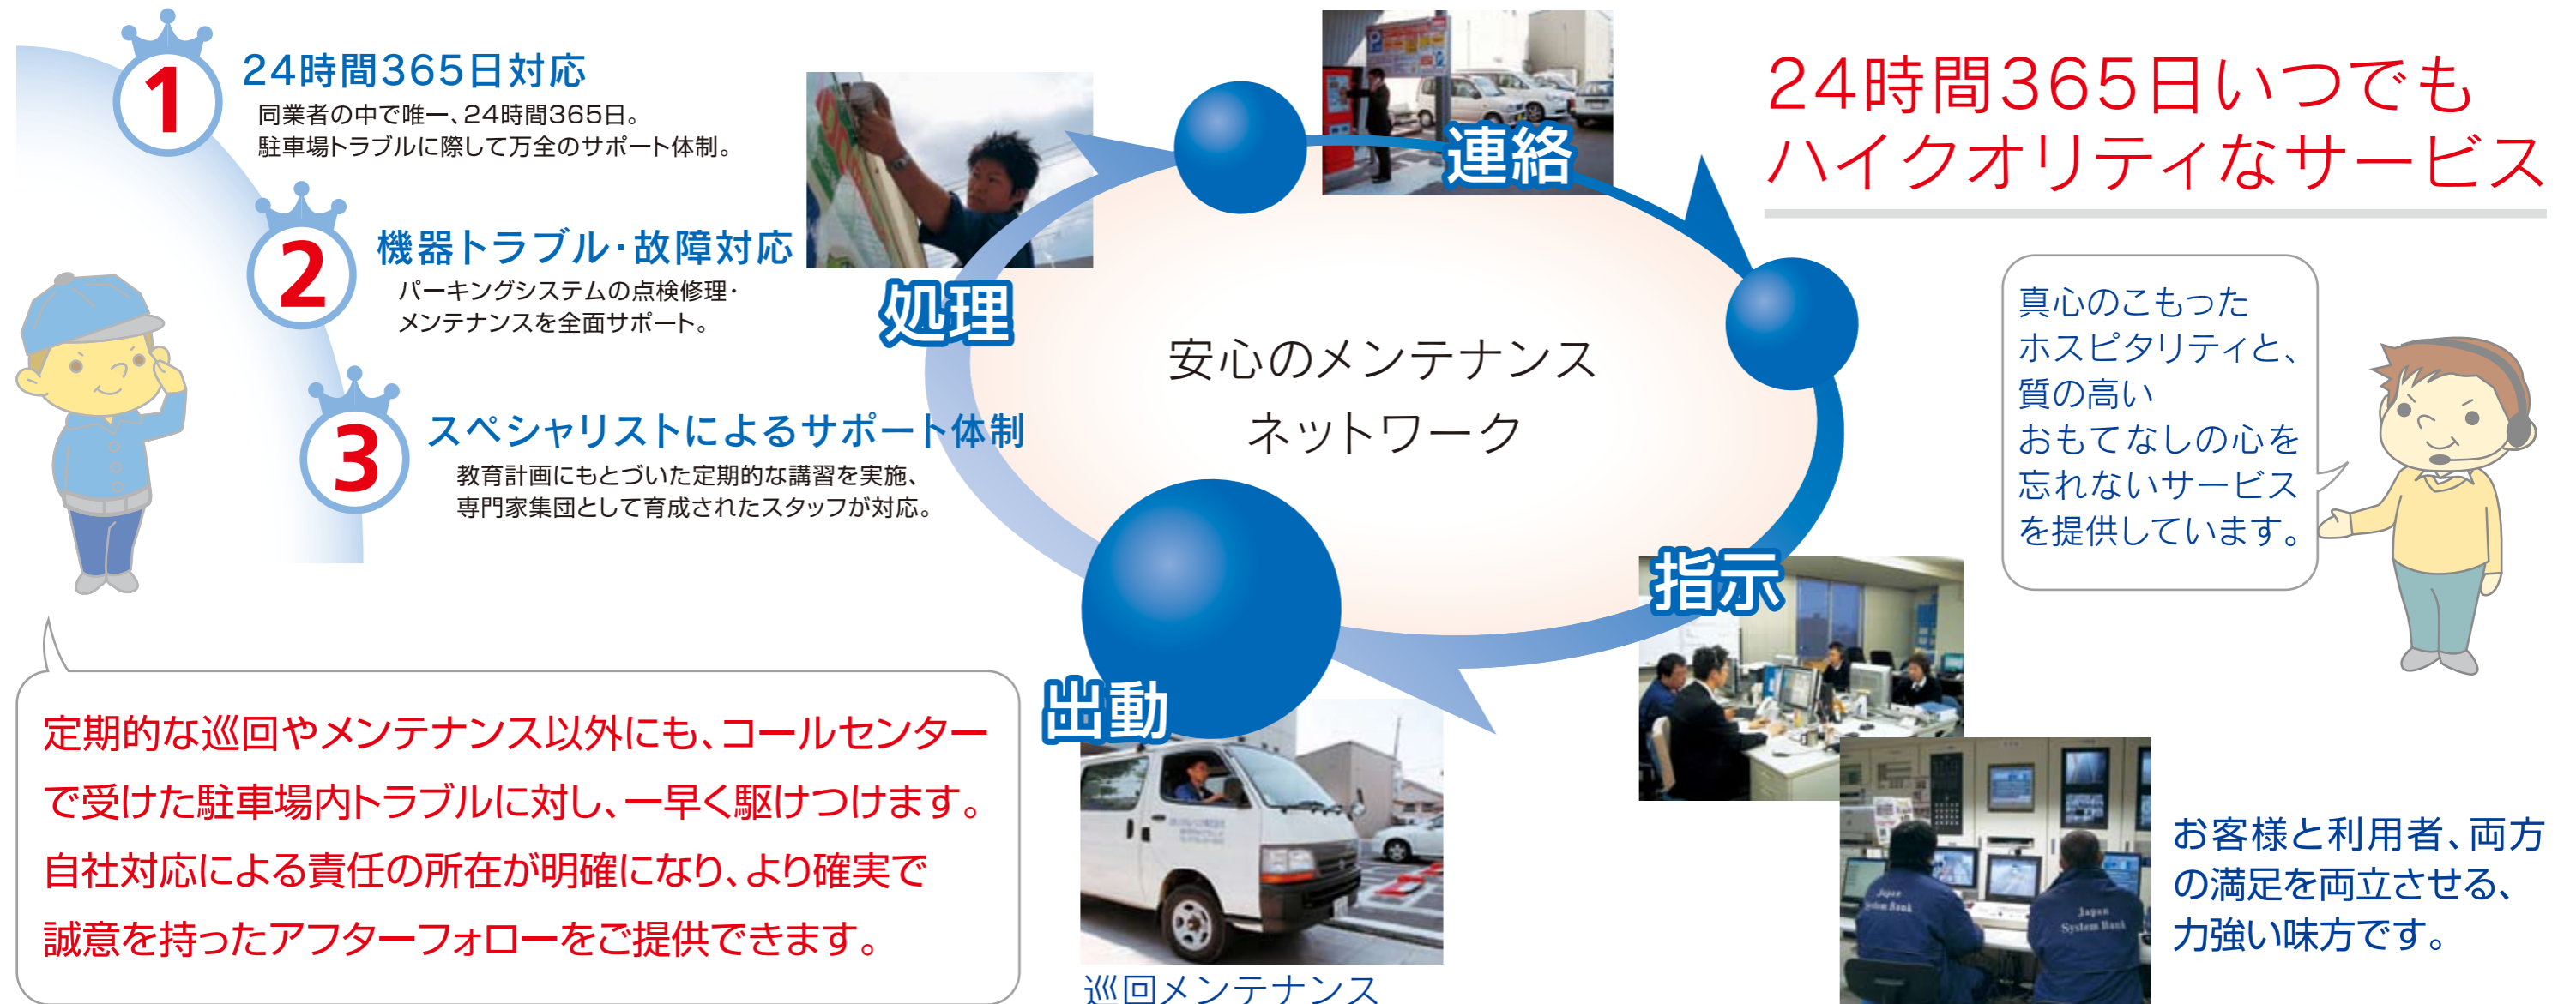 1
24時間365日対応
同業者の中で唯一、24時間365日。
駐車場トラブルに際して万全のサポート体制。
2
機器トラブル・故障対応
パーキングシステムの点検修理・
メンテナンスを全面サポート。
3
スペシャリストによるサポート体制
教育計画にもとづいた定期的な講習を実施、
専門家集団として育成されたスタッフが対応。
定期的な巡回やメンテナンス以外にも、コールセンター
で受けた駐車場内トラブルに対し、一早く駆けつけます。
自社対応による責任の所在が明確になり、より確実で
誠意を持ったアフターフォローをご提供できます。
安心のメンテナンス
ネットワーク
連絡
指示
出動
処理
巡回メンテナンス
24時間365日いつでも
ハイクオリティなサービス
真心のこもった
ホスピタリティと、
質の高い
おもてなしの心を
忘れないサービス
を提供しています。
Japan
System Bank
Japan
System Bank
お客様と利用者、両方
の満足を両立させる、
力強い味方です。